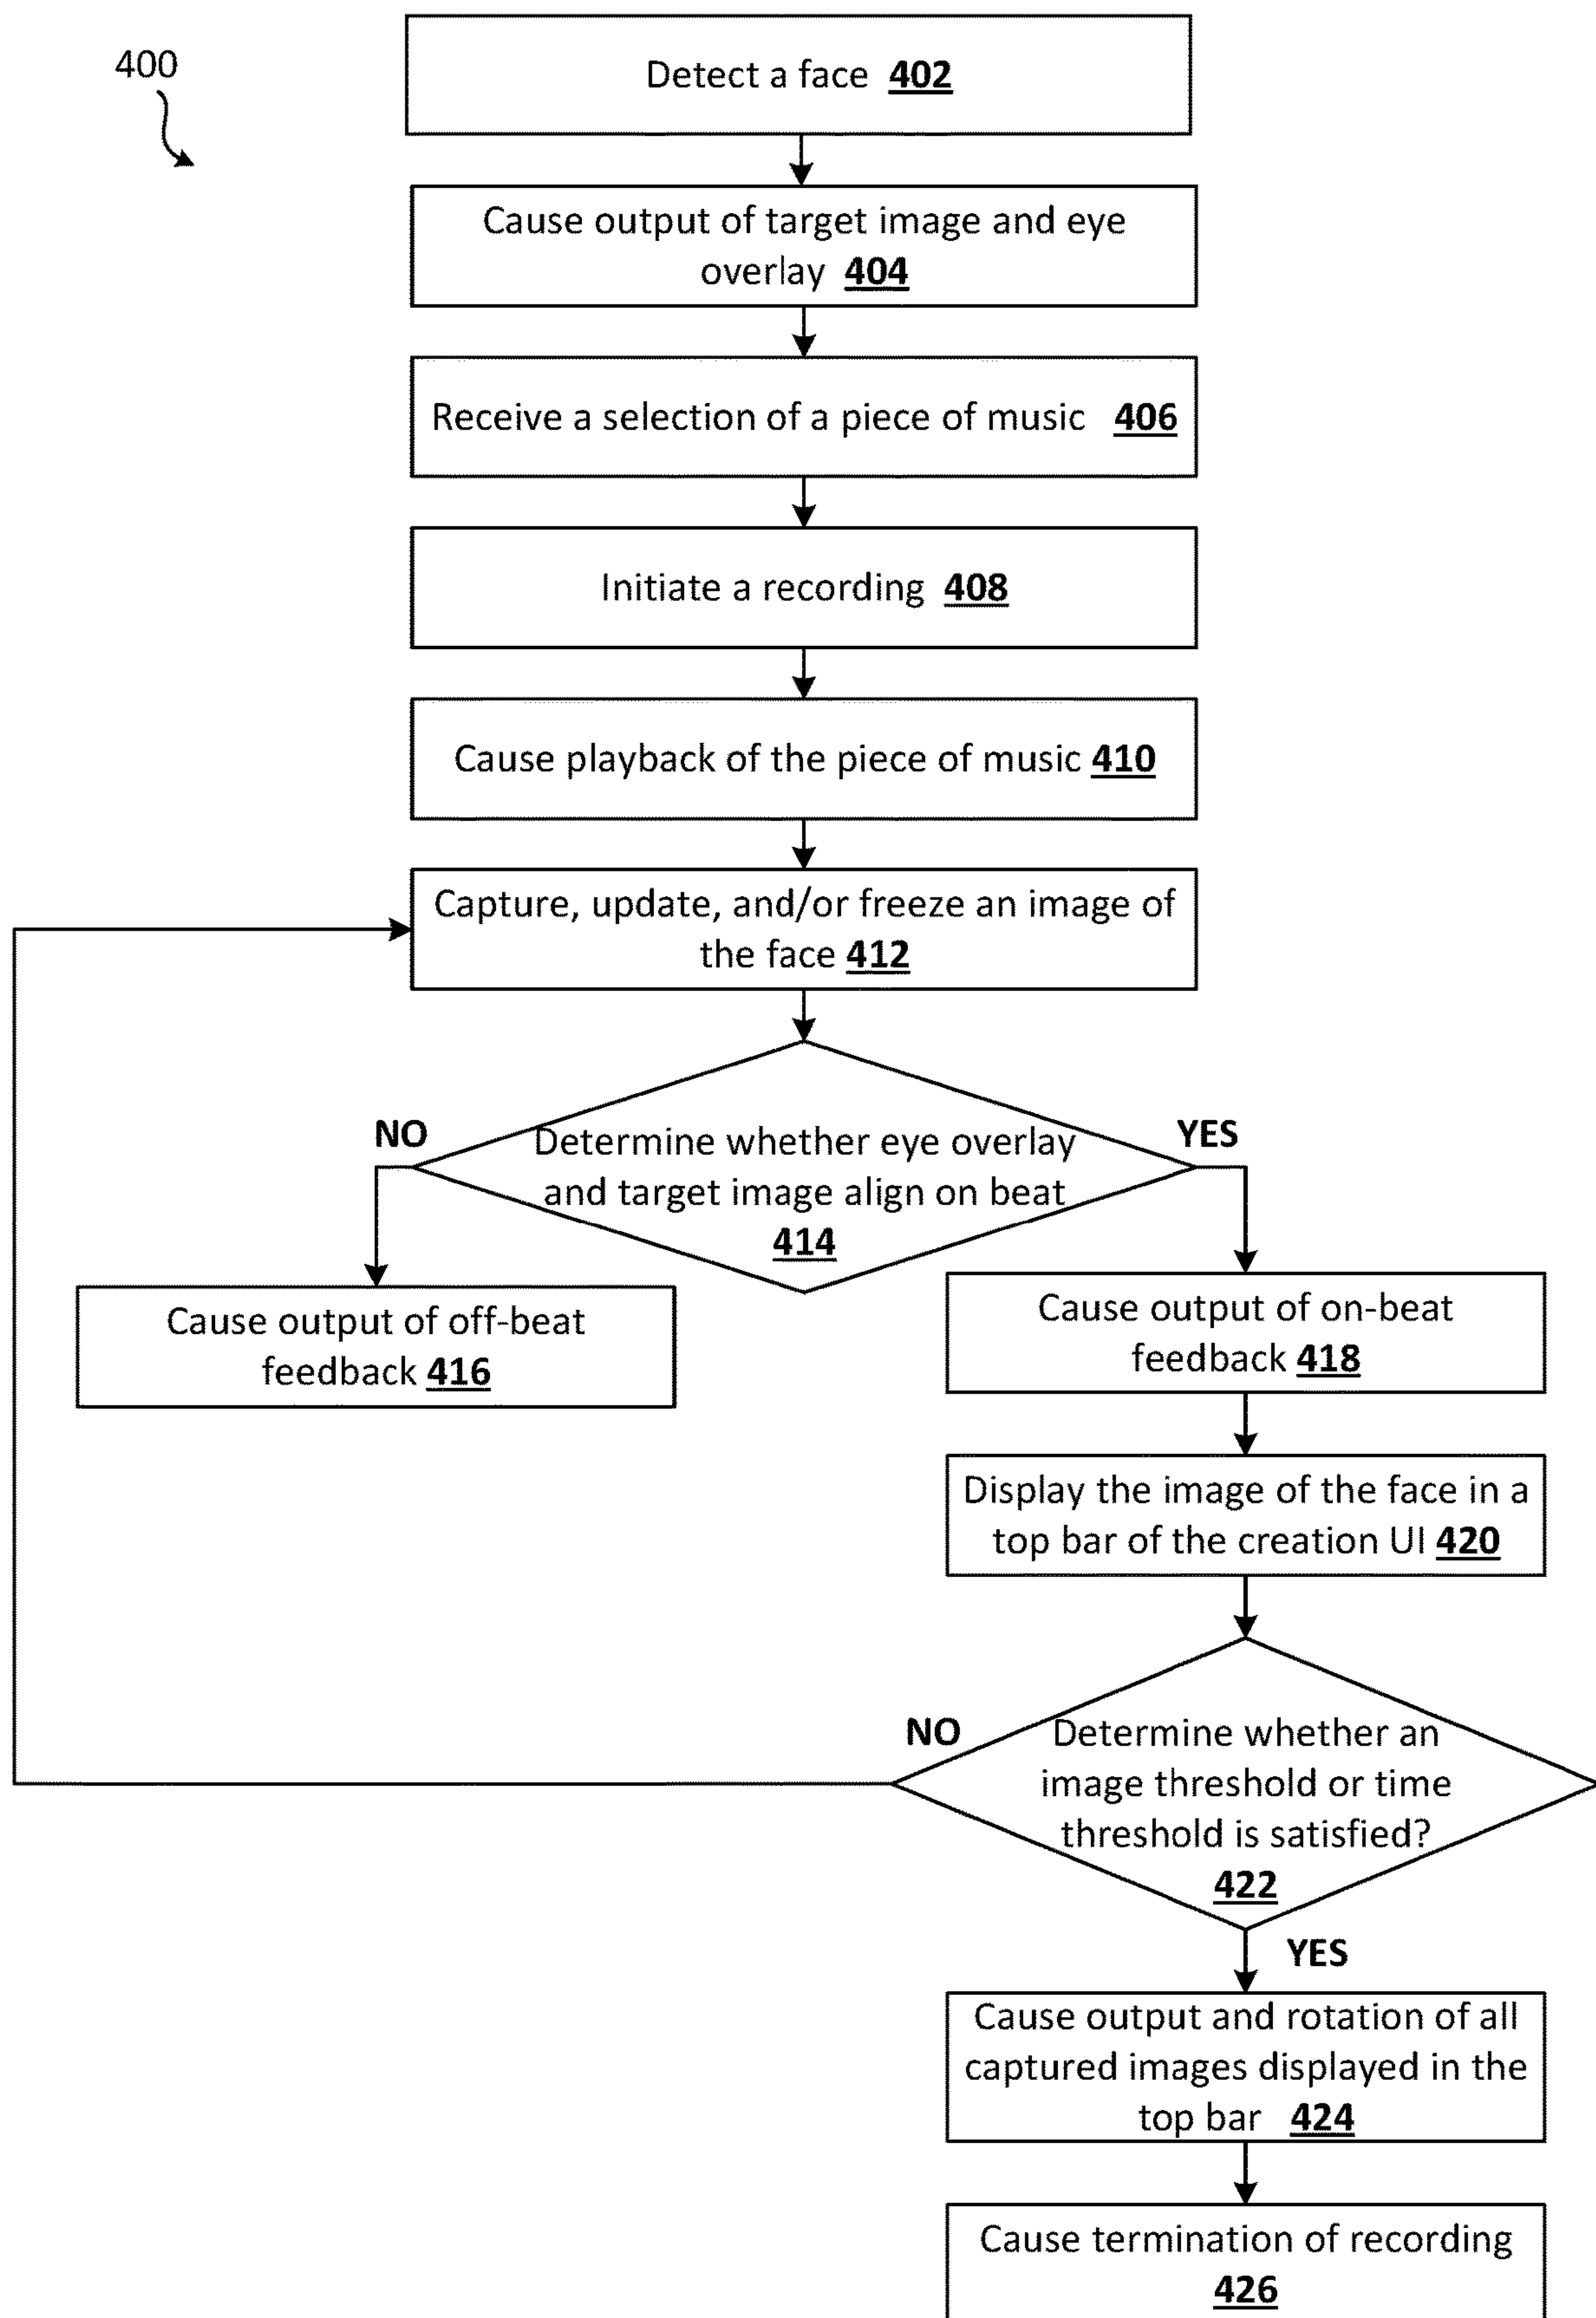 400
Detect a face 402
Cause output of target image and eye
overlay 404
Receive a selection of a piece of music 406
Initiate a recording 408
Cause playback of the piece of music 410
Capture, update, and/or freeze an image of
the face 412
NO
YES
Determine whether eye overlay
and target image align on beat
414
Cause output of off-beat
feedback 416
Cause output of on-beat
feedback 418
Display the image of the face in a
top bar of the creation UI 420
NO
Determine whether an
image threshold or time
threshold is satisfied?
422
YES
Cause output and rotation of all
captured images displayed in the
top bar 424
Cause termination of recording
426